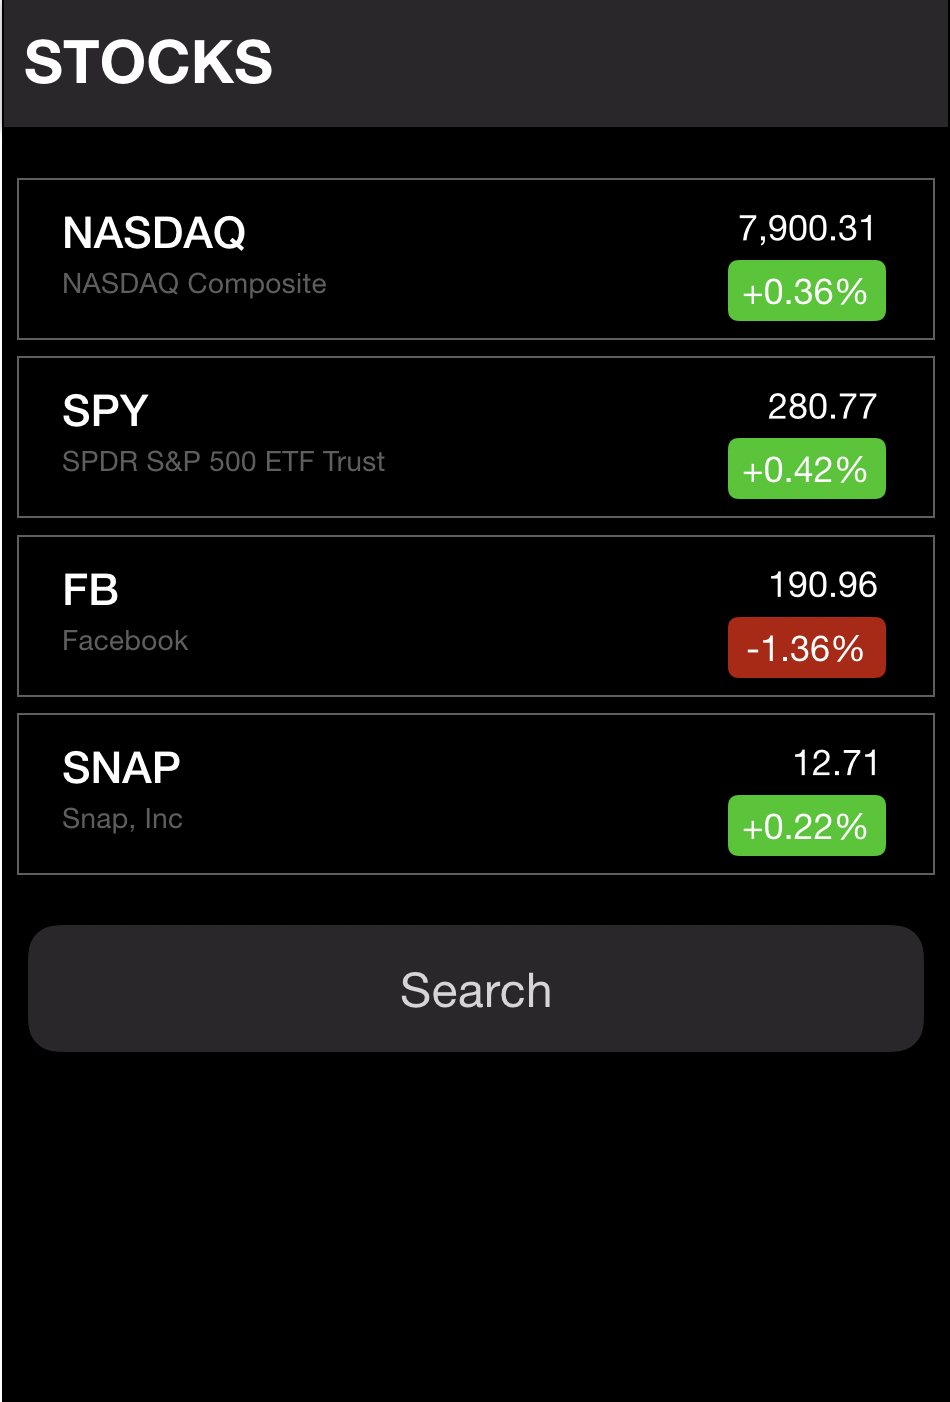 STOCKS
NASDAQ
7,900.31
NASDAQ Composite
+0.36%
SPY
280.77
SPDR S&P 500 ETF Trust
+0.42%
FB
190.96
Facebook
-1.36%
SNAP
12.71
Snap, Inc
+0.22%
Search